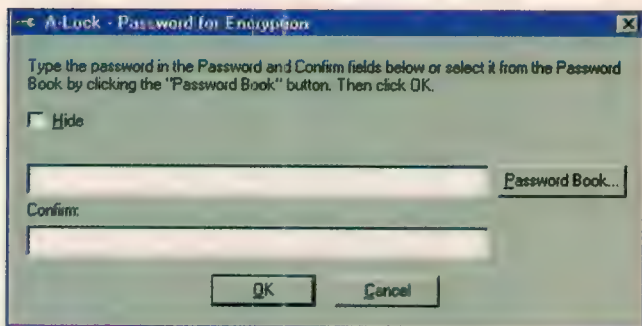 A-Lock - Password for Encryption
Type the password in the Password and Confirm fields below or select it from the Password
Book by clicking the "Password Book" button. Then click OK.
Hide
Password Book...
Confirm:
OK
Cancel